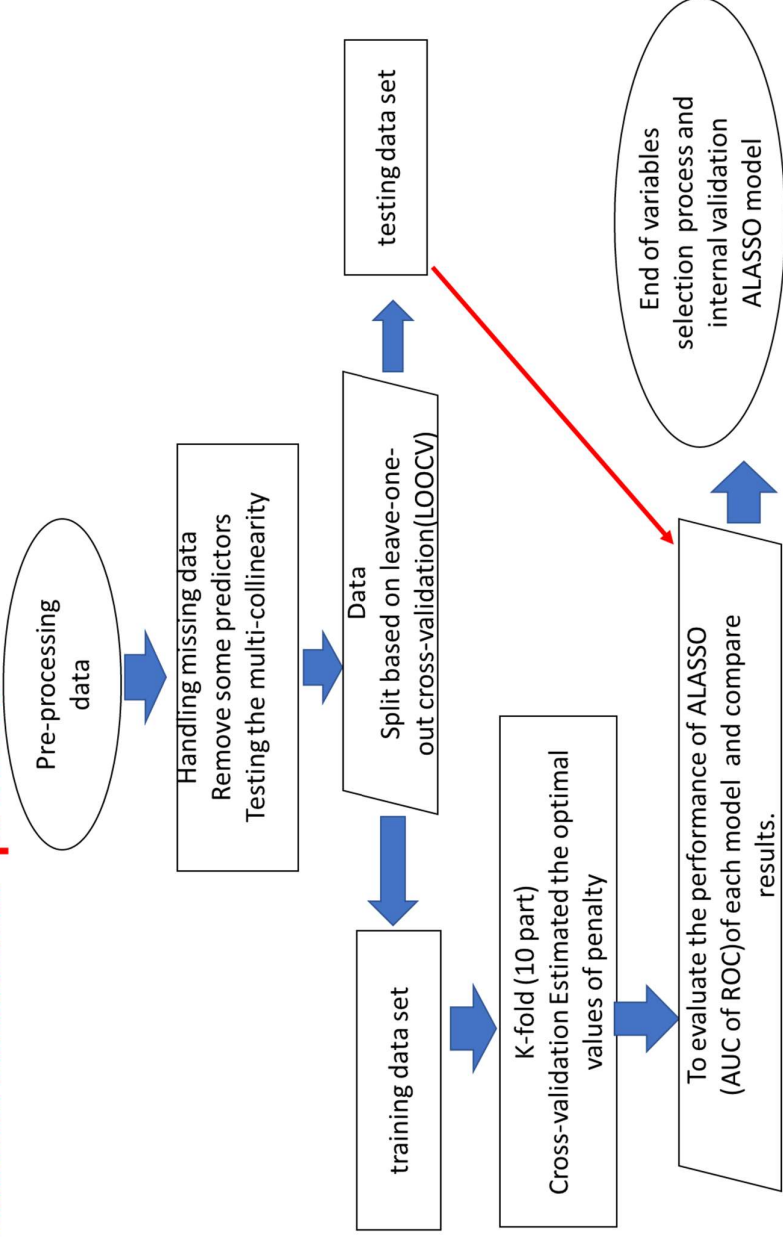 Pre-processing
data
Handling missing data
Remove some predictors
Testing the multi-collinearity
Data
Split based on leave-one-
out cross-validation(LOOCV)
training data set
testing data set
K-fold (10 part)
Cross-validation Estimated the optimal
values of penalty
To evaluate the performance of ALASSO
(AUC of ROC)of each model and compare
results.
End of variables
selection process and
internal validation
ALASSO model